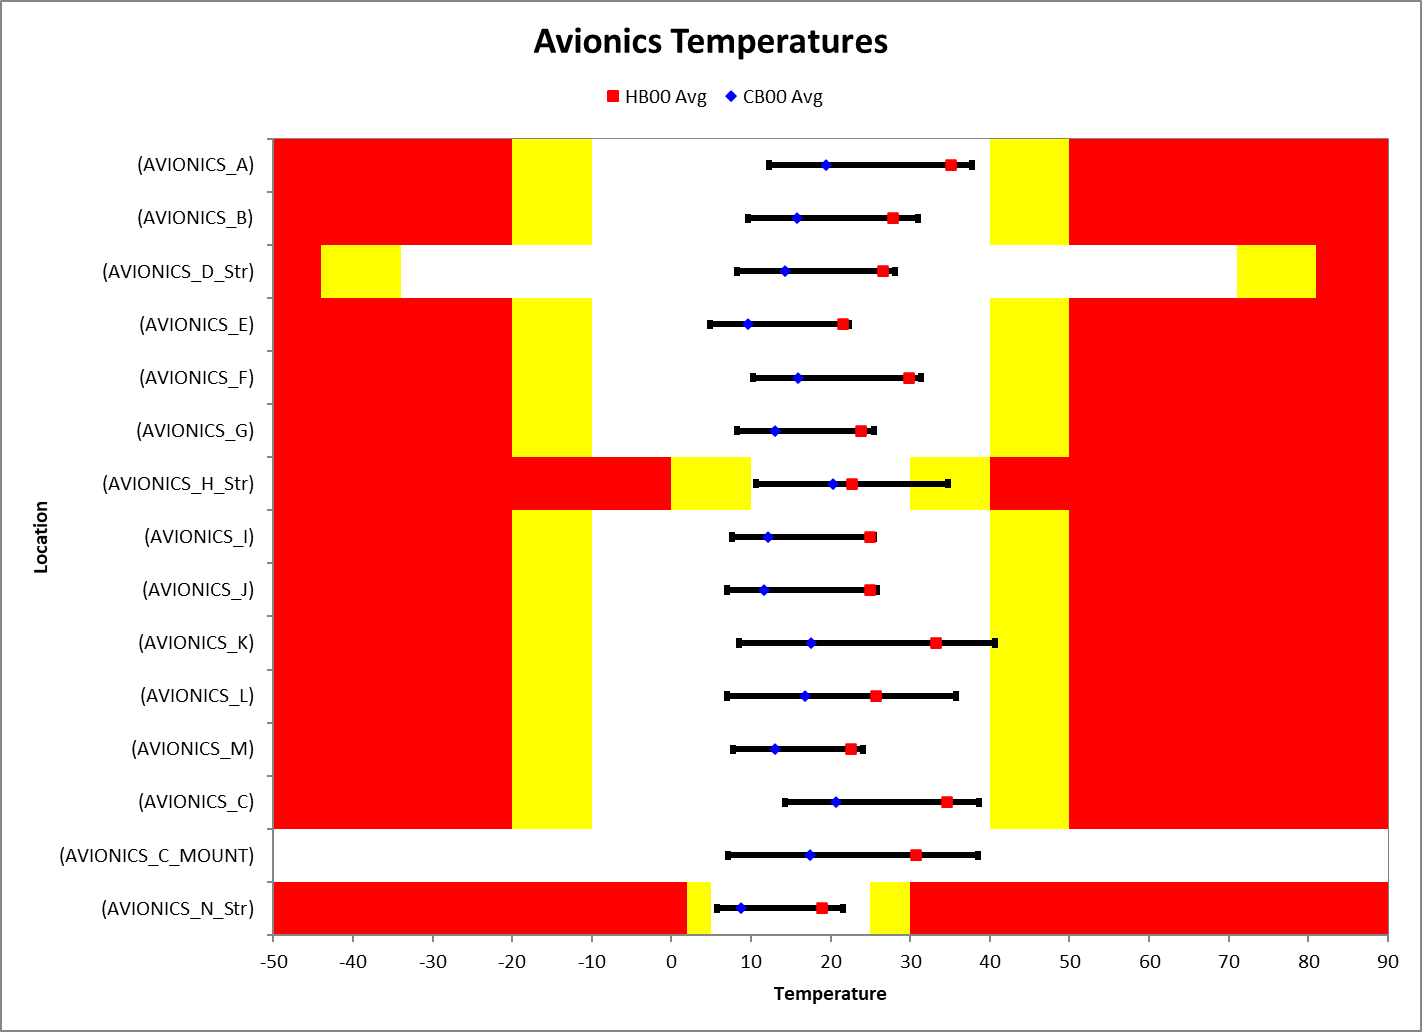 Avionics Temperatures
HB00 Avg CB00 Avg
(AVIONICS_A)
(AVIONICS_B)
(AVIONICS_D_Str)
(AVIONICS_E)
(AVIONICS_F)
(AVIONICS_G)
(AVIONICS_H_Str)
(AVIONICS_I)
(AVIONICS_J)
(AVIONICS_K)
(AVIONICS_L)
(AVIONICS_M)
(AVIONICS_C)
(AVIONICS_C_MOUNT)
(AVIONICS_N_Str)
Location
-50 -40 -30 -20 -10 0 10 20 30 40 50 60 70 80 90
Temperature